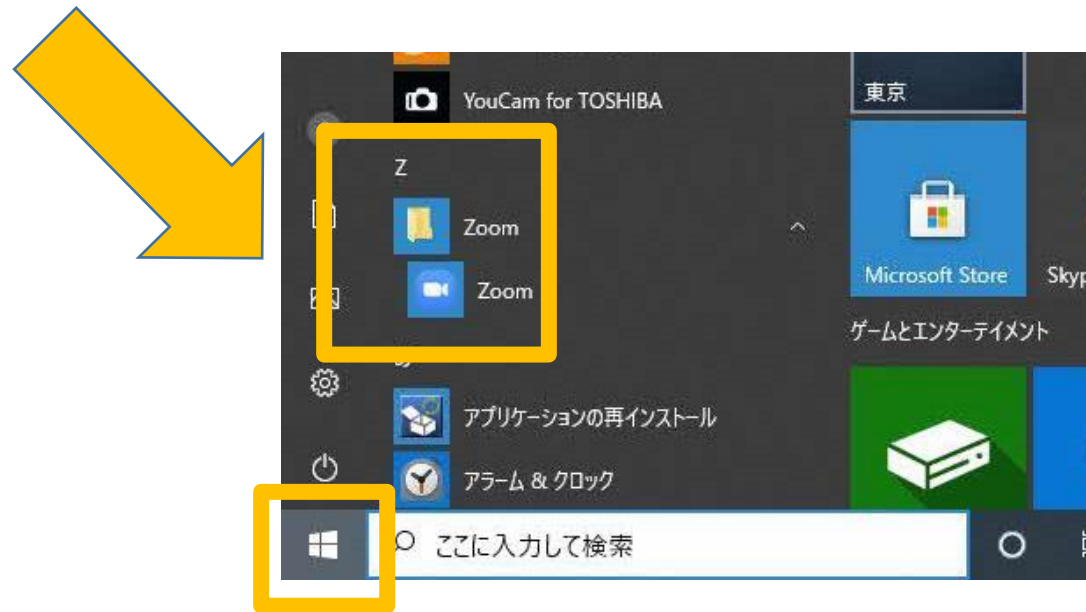 YouCam for TOSHIBA
東京
Z
Zoom
Zoom
Microsoft Store
Skyp
ゲームとエンターテイメント
アプリケーションの再インストール
アラーム & クロック
ここに入力して検索